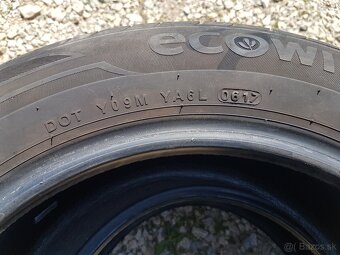 ecowi
DOT Y09M YA6L 0617
© Bazos.sk